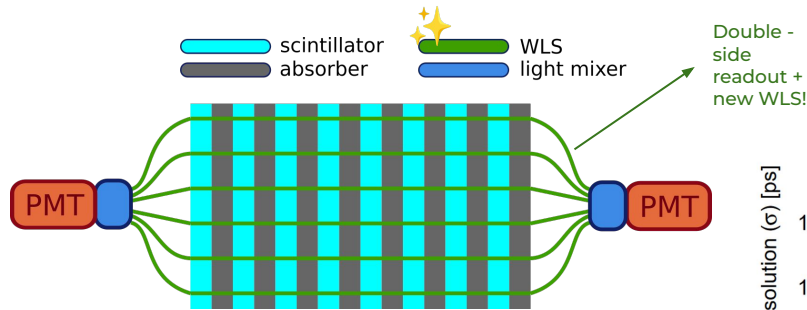 scintillator
WLS
absorber
light mixer
Double -
side
readout +
new WLS!
PMT
PMT
solution (σ) [ps]
1
1